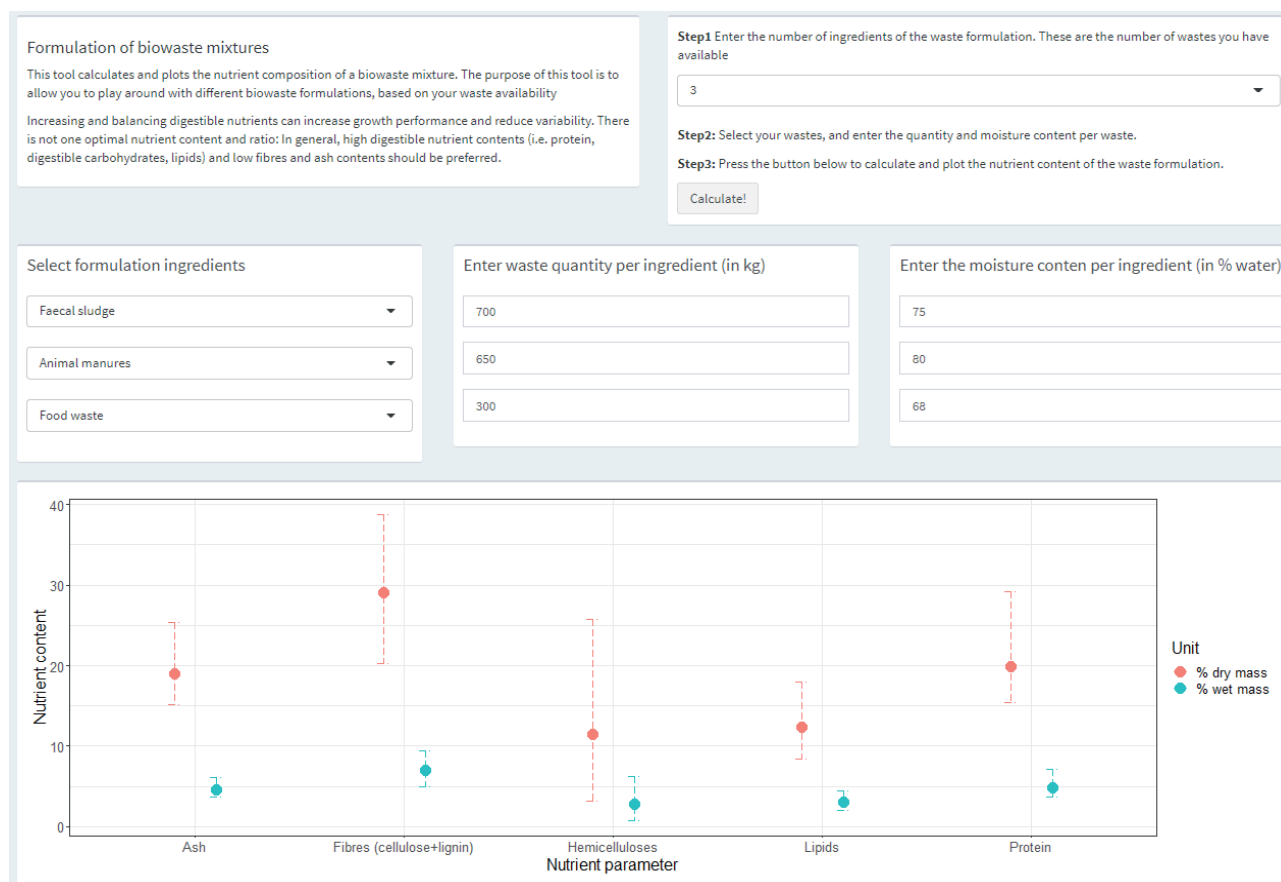 Formulation of biowaste mixtures
This tool calculates and plots the nutrient composition of a biowaste mixture. The purpose of this tool is to
allow you to play around with different biowaste formulations, based on your waste availability
Increasing and balancing digestible nutrients can increase growth performance and reduce variability. There
is not one optimal nutrient content and ratio: In general, high digestible nutrient contents (i.e. protein,
digestible carbohydrates, lipids) and low fibres and ash contents should be preferred.
Step1 Enter the number of ingredients of the waste formulation. These are the number of wastes you have
available
3
Step2: Select your wastes, and enter the quantity and moisture content per waste.
Step3: Press the button below to calculate and plot the nutrient content of the waste formulation.
Calculate!
Select formulation ingredients
Faecal sludge
Animal manures
Food waste
Enter waste quantity per ingredient (in kg)
700
650
300
Enter the moisture conten per ingredient (in % water)
75
80
68
Nutrient content
40
30
20
10
0
Ash
Fibres (cellulose+lignin)
Hemicelluloses
Lipids
Protein
Nutrient parameter
Unit
% dry mass
% wet mass